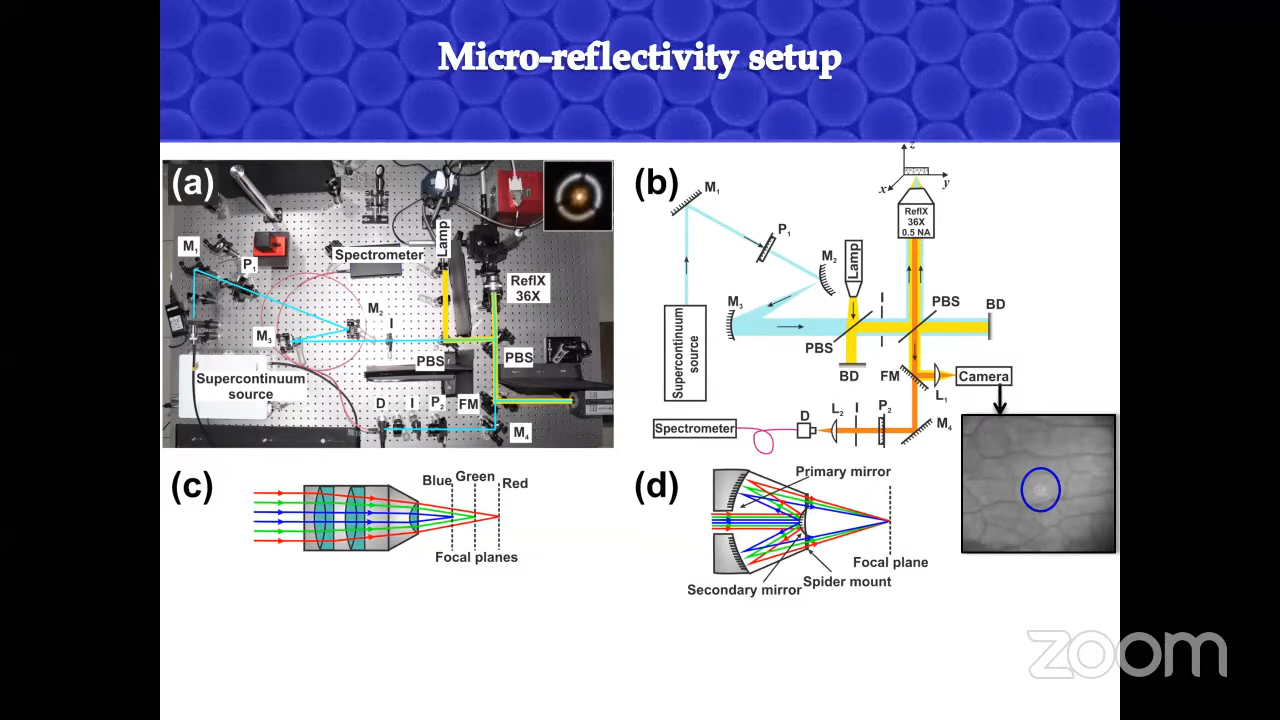 Micro-reflectivity setup
(a)
M1
P1
Spectrometer
Lamp
ReflX
36X
M2
I
M3
PBS
PBS
Supercontinuum
source
D
I
P2
FM
M4
(b)
z
y
x
M1
P1
M2
Lamp
ReflX
36X
0.5 NA
M3
I
PBS
PBS
BD
Supercontinuum
source
BD
FM
L1
Camera
Spectrometer
D
L2
I
P2
M4
(c)
Blue
Green
Red
Focal planes
(d)
Primary mirror
Focal plane
Spider mount
Secondary mirror
zoom